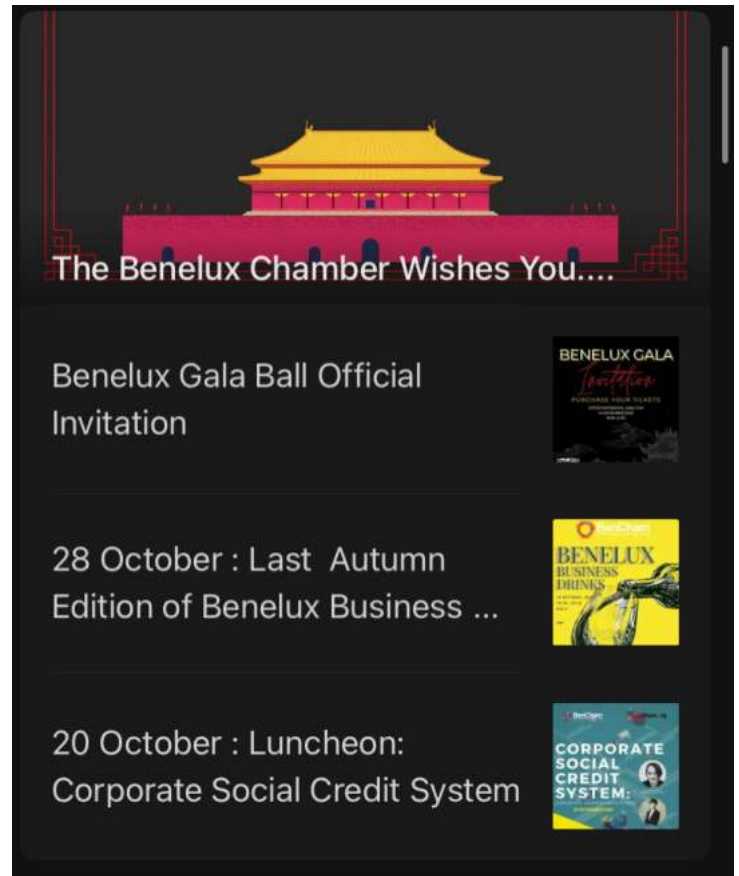 The Benelux Chamber Wishes You....
Benelux Gala Ball Official
Invitation
BENELUX GALA
Invitation
PURCHASE YOUR TICKETS
28 October : Last  Autumn
Edition of Benelux Business ...
BenCham
BENELUX
BUSINESS
DRINKS
20 October : Luncheon:
Corporate Social Credit System
BenCham
CORPORATE
SOCIAL
CREDIT
SYSTEM: